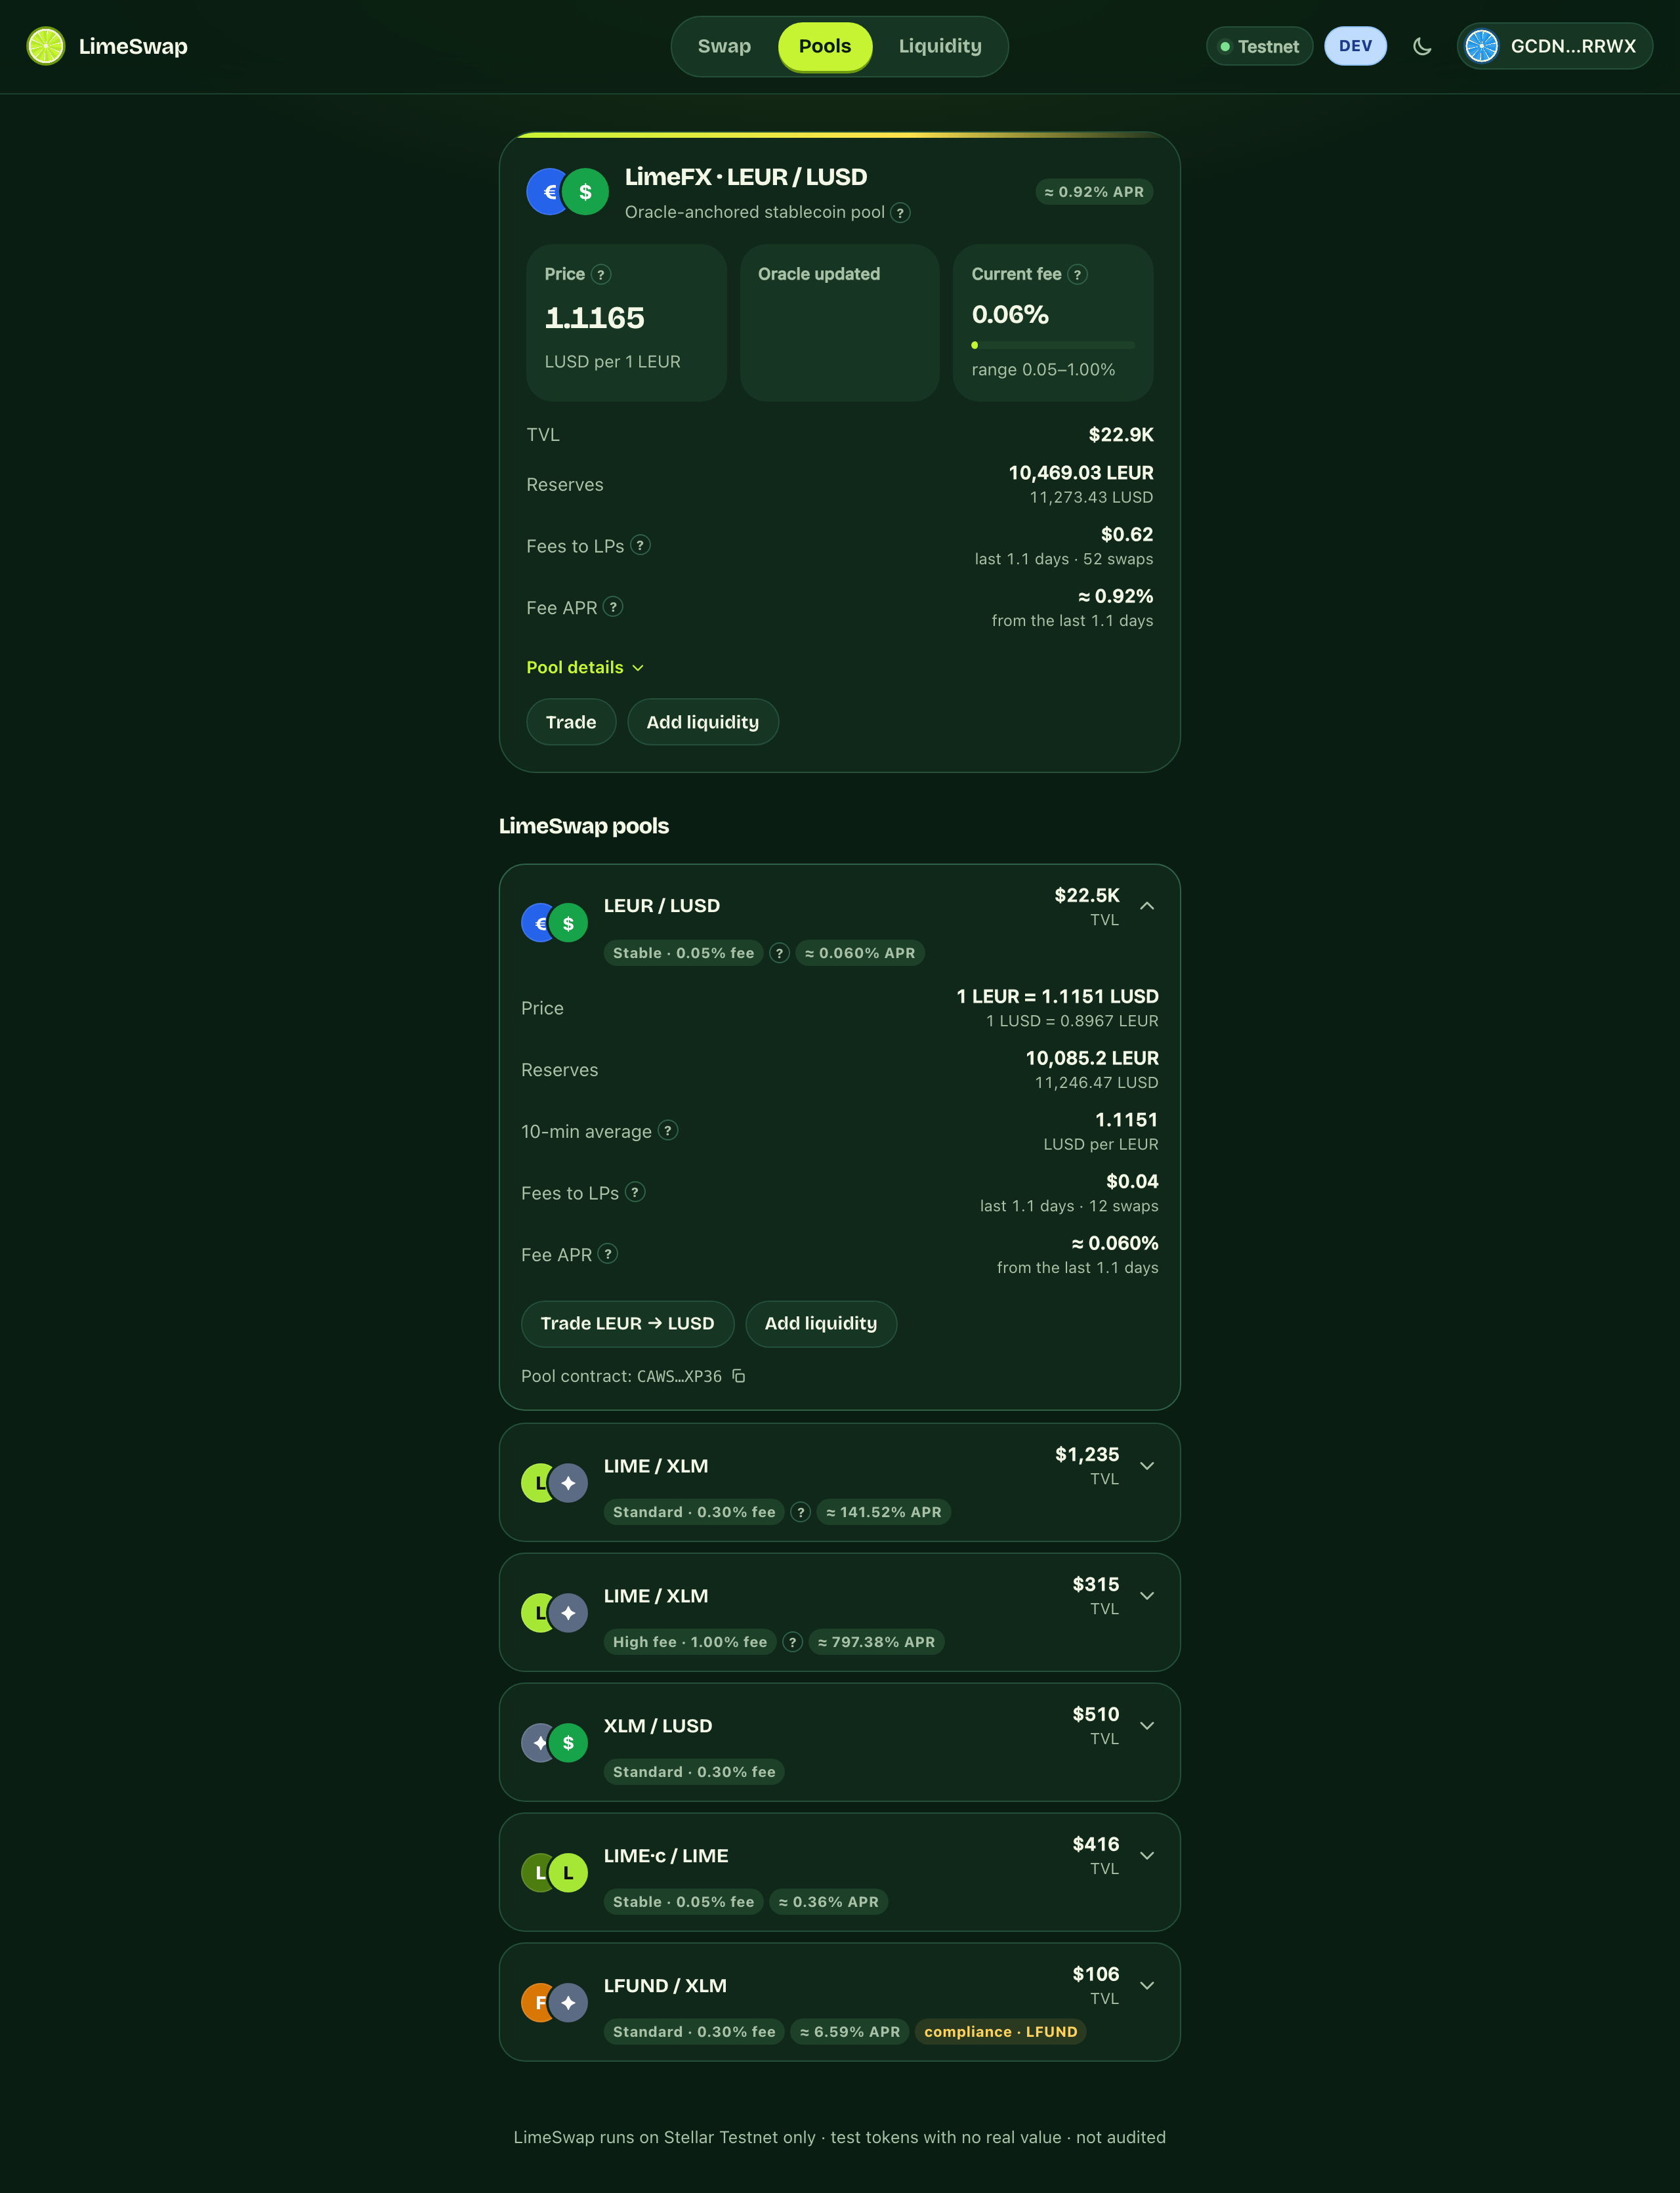 LimeSwap
Swap
Pools
Liquidity
Testnet
DEV
GCDN...RRWX
€
$
LimeFX · LEUR / LUSD
Oracle-anchored stablecoin pool ?
≈ 0.92% APR
Price ?
1.1165
LUSD per 1 LEUR
Oracle updated
Current fee ?
0.06%
range 0.05–1.00%
TVL
$22.9K
Reserves
10,469.03 LEUR
11,273.43 LUSD
Fees to LPs ?
$0.62
last 1.1 days · 52 swaps
Fee APR ?
≈ 0.92%
from the last 1.1 days
Pool details
Trade
Add liquidity
LimeSwap pools
€
$
LEUR / LUSD
$22.5K
TVL
Stable · 0.05% fee ? ≈ 0.060% APR
Price
1 LEUR = 1.1151 LUSD
1 LUSD = 0.8967 LEUR
Reserves
10,085.2 LEUR
11,246.47 LUSD
10-min average ?
1.1151
LUSD per LEUR
Fees to LPs ?
$0.04
last 1.1 days · 12 swaps
Fee APR ?
≈ 0.060%
from the last 1.1 days
Trade LEUR → LUSD
Add liquidity
Pool contract: CAWS…XP36
L
LIME / XLM
$1,235
TVL
Standard · 0.30% fee ? ≈ 141.52% APR
L
LIME / XLM
$315
TVL
High fee · 1.00% fee ? ≈ 797.38% APR
$
XLM / LUSD
$510
TVL
Standard · 0.30% fee
L
L
LIME·c / LIME
$416
TVL
Stable · 0.05% fee ≈ 0.36% APR
F
LFUND / XLM
$106
TVL
Standard · 0.30% fee ≈ 6.59% APR compliance · LFUND
LimeSwap runs on Stellar Testnet only · test tokens with no real value · not audited